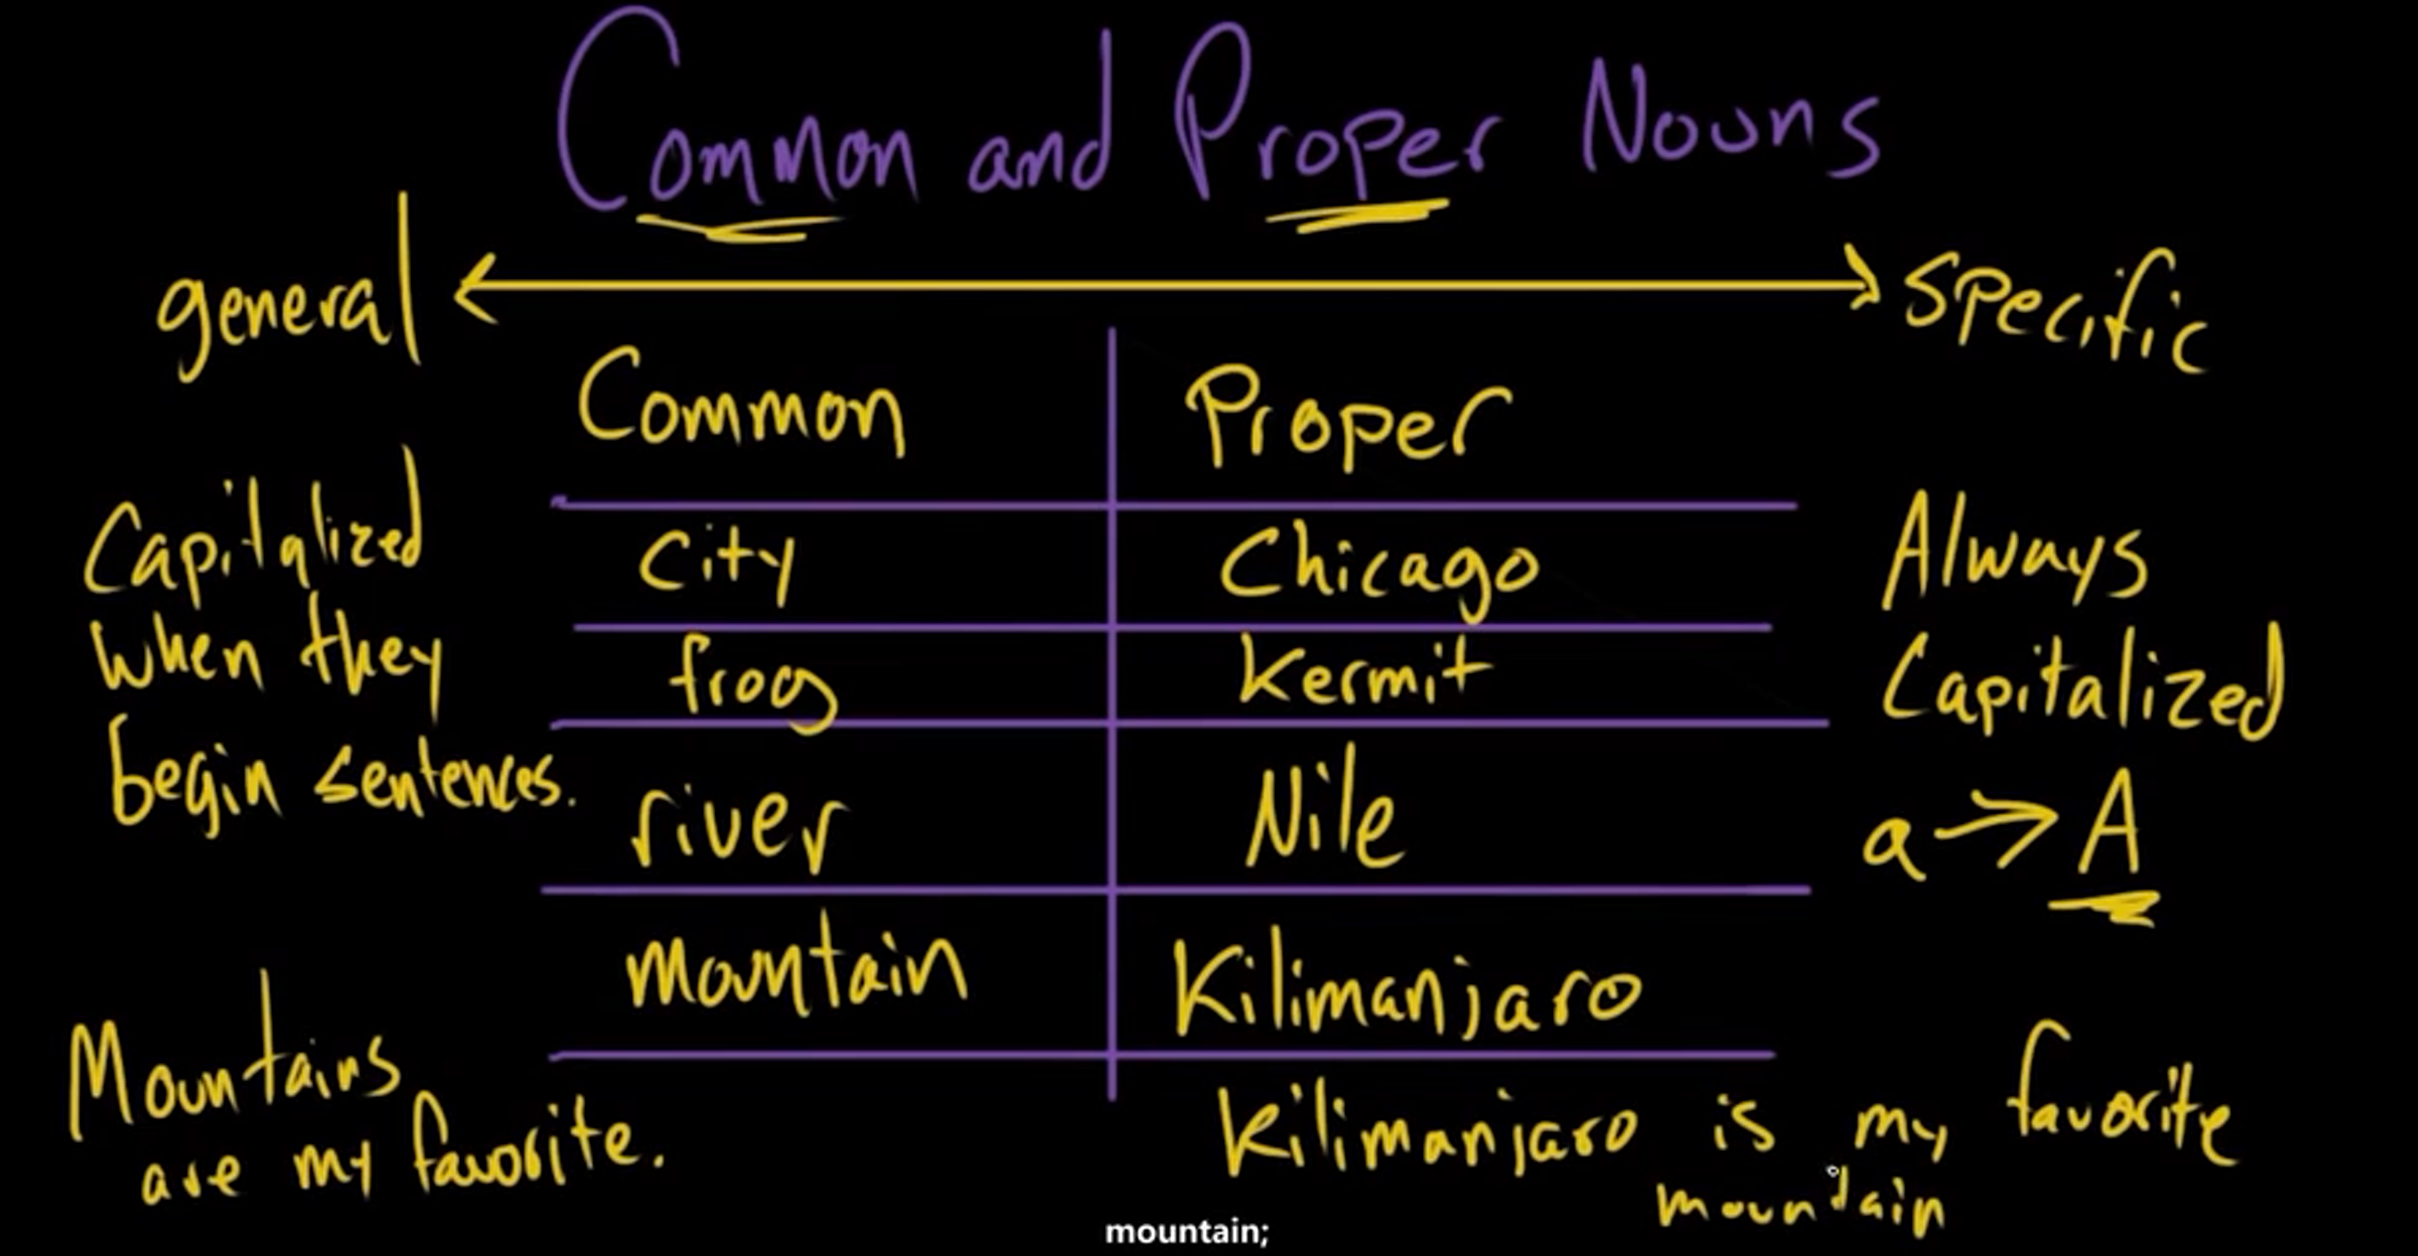 Common and Proper Nouns
general
specific
Common
Proper
Capitalized
when they
begin sentences.
city
Chicago
frog
Kermit
river
Nile
mountain
Kilimanjaro
Always
Capitalized
a → A
Mountains
are my favorite.
Kilimanjaro is my favorite
mountain
mountain;